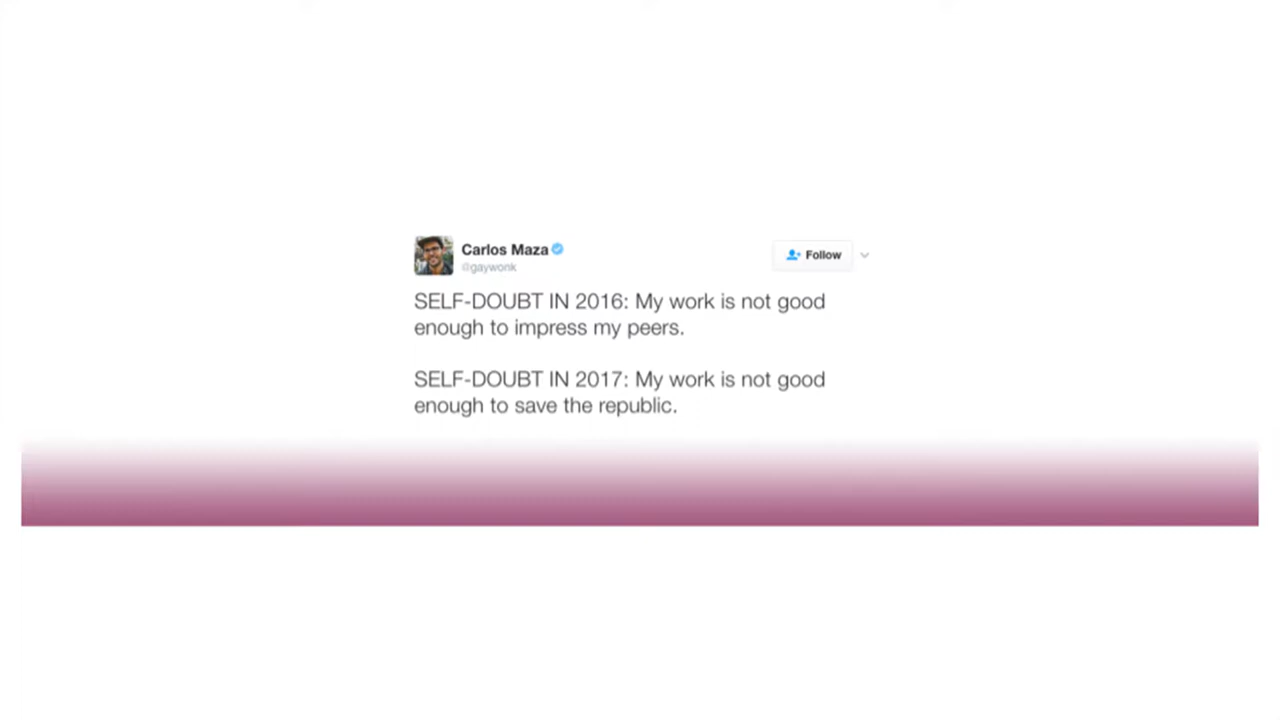 Carlos Maza
@gaywonk
Follow
SELF-DOUBT IN 2016: My work is not good
enough to impress my peers.
SELF-DOUBT IN 2017: My work is not good
enough to save the republic.